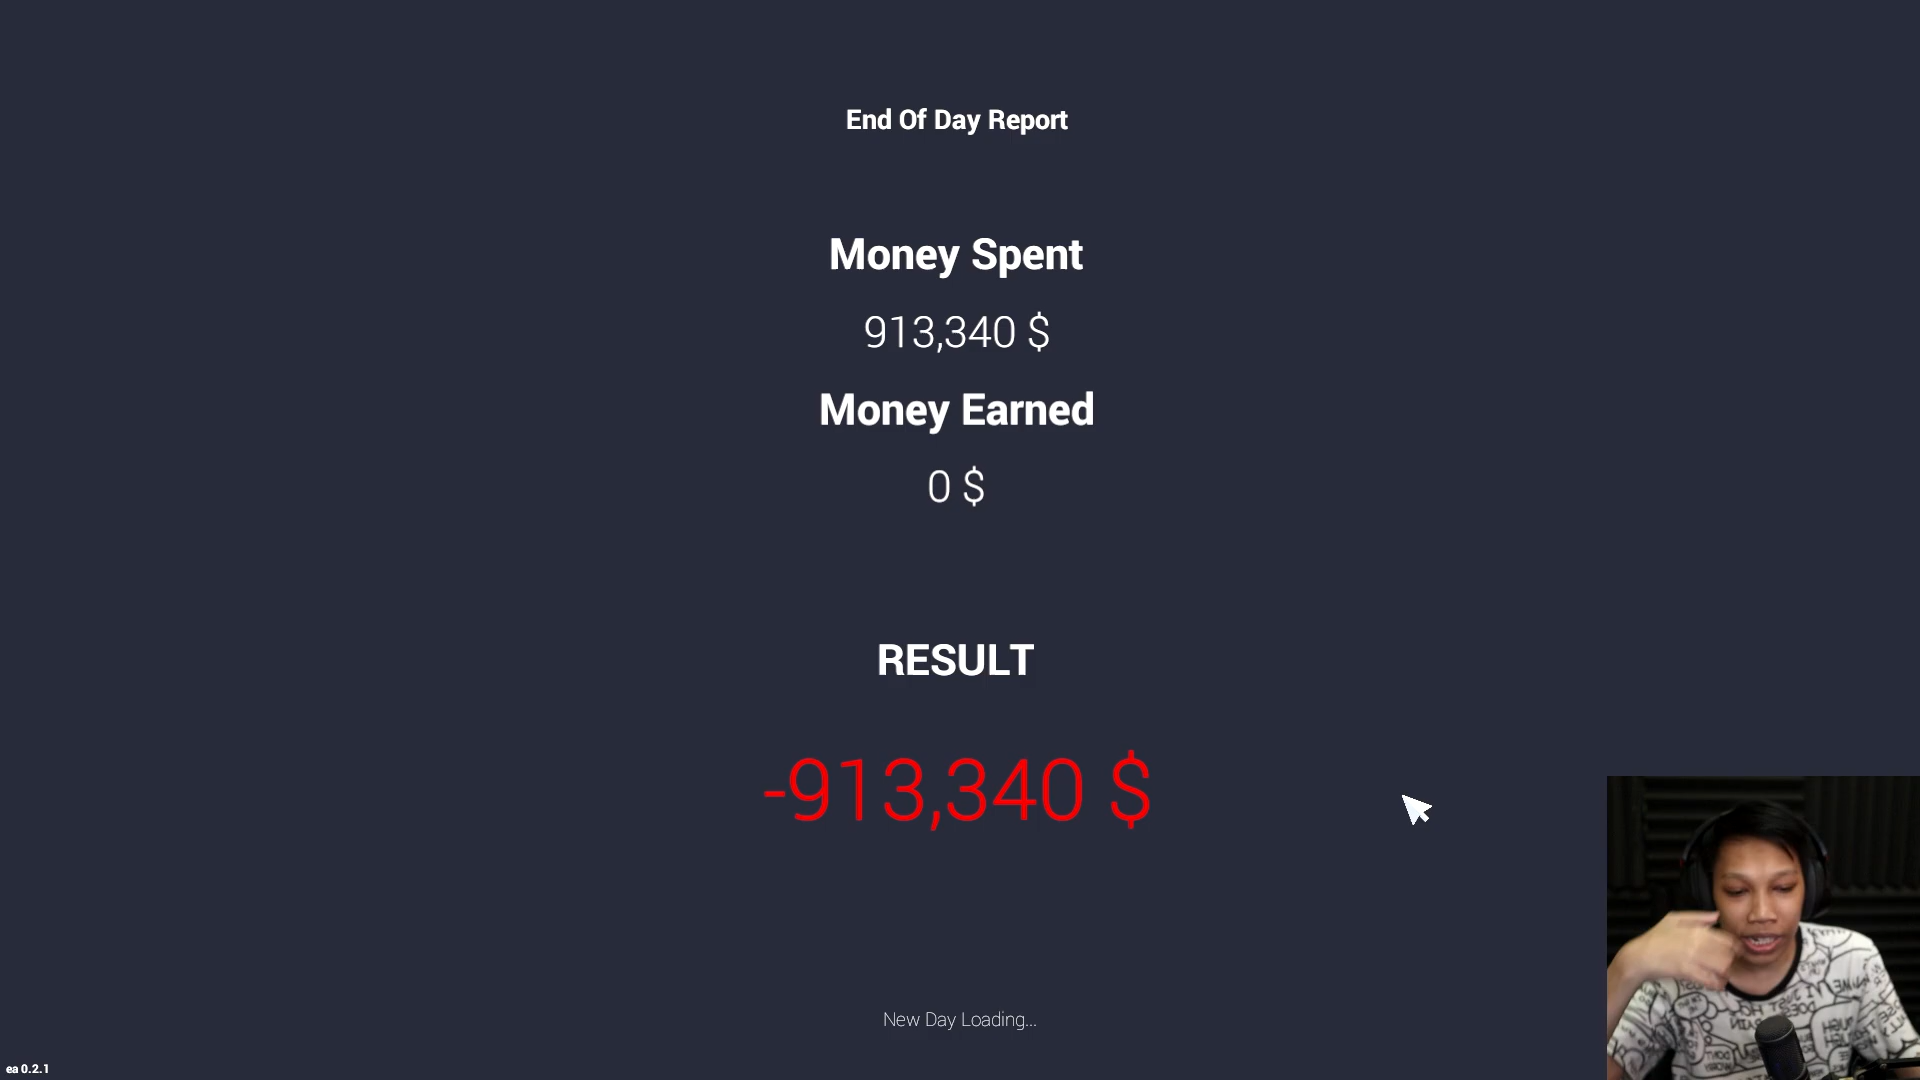 End Of Day Report
Money Spent
913,340 $
Money Earned
0 $
RESULT
-913,340 $
New Day Loading...
ea 0.2.1